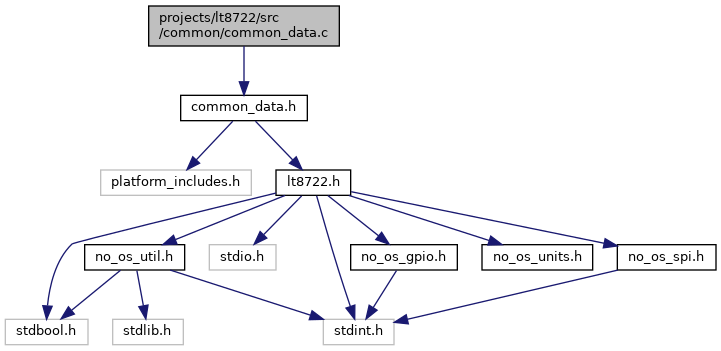 projects/lt8722/src
/common/common_data.c
common_data.h
platform_includes.h
lt8722.h
no_os_util.h
stdio.h
no_os_gpio.h
no_os_units.h
no_os_spi.h
stdbool.h
stdlib.h
stdint.h